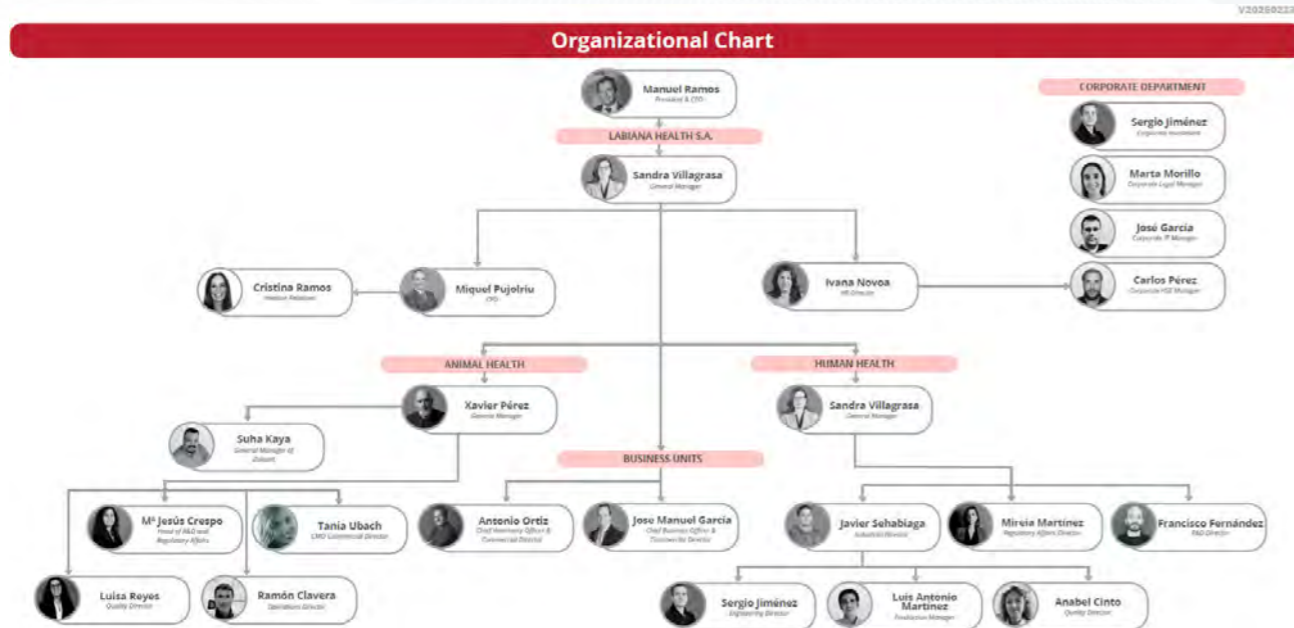 V20250223
Organizational Chart
Manuel Ramos
President & CEO
CORPORATE DEPARTMENT
LABIANA HEALTH S.A.
Sergio Jiménez
Sandra Villagrasa
General Manager
Marta Morillo
Corporate Legal Manager
José García
Corporate IT Manager
Cristina Ramos
Investor Relations
Miquel Pujolriu
CFO
Ivana Novoa
HR Director
Carlos Pérez
Corporate HSE Manager
ANIMAL HEALTH
HUMAN HEALTH
Xavier Pérez
General Manager
Sandra Villagrasa
General Manager
Suha Kaya
General Manager of
Zoleant
BUSINESS UNITS
Mª Jesús Crespo
Head of R&D and
Regulatory Affairs
Tania Ubach
CMO Commercial Director
Antonio Ortiz
Chief Veterinary Officer &
Commercial Director
Jose Manuel García
Chief Business Officer &
Commercial Director
Javier Sehabiaga
Industrial Director
Mireia Martínez
Regulatory Affairs Director
Francisco Fernández
R&D Director
Luisa Reyes
Quality Director
Ramón Clavera
Operations Director
Sergio Jiménez
Engineering Director
Luis Antonio
Martínez
Production Manager
Anabel Cinto
Quality Director